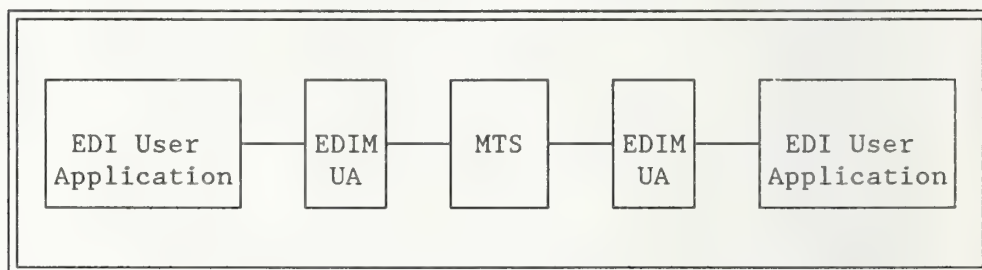 EDI User
Application
EDIM
UA
MTS
EDIM
UA
EDI User
Application